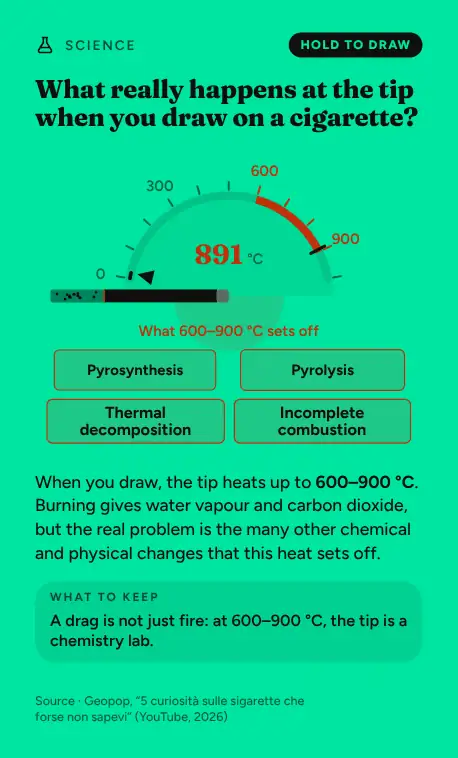 SCIENCE
HOLD TO DRAW
What really happens at the tip
when you draw on a cigarette?
600
300
900
891 °C
0
What 600–900 °C sets off
Pyrosynthesis
Pyrolysis
Thermal
decomposition
Incomplete
combustion
When you draw, the tip heats up to 600–900 °C.
Burning gives water vapour and carbon dioxide,
but the real problem is the many other chemical
and physical changes that this heat sets off.
WHAT TO KEEP
A drag is not just fire: at 600–900 °C, the tip is a
chemistry lab.
Source · Geopop, “5 curiosità sulle sigarette che
forse non sapevi” (YouTube, 2026)